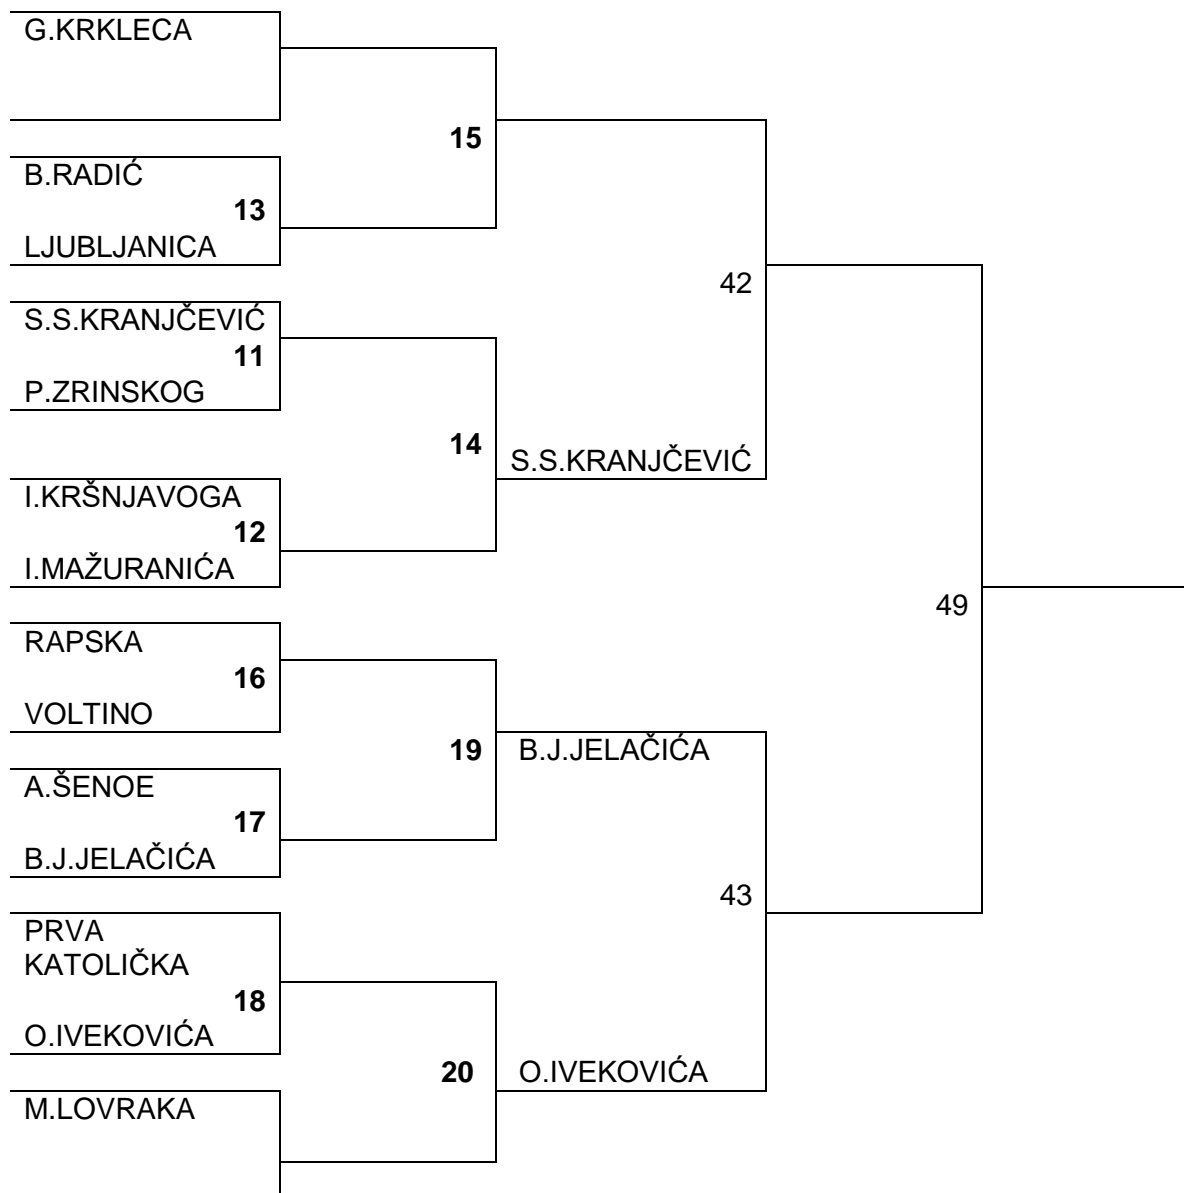 G.KRKLECA
15
B.RADIĆ
13
LJUBLJANICA
42
S.S.KRANJČEVIĆ
11
P.ZRINSKOG
14
S.S.KRANJČEVIĆ
I.KRŠNJAVOGA
12
I.MAŽURANIĆA
49
RAPSKA
16
VOLTINO
19
B.J.JELAČIĆA
A.ŠENOE
17
B.J.JELAČIĆA
43
PRVA
KATOLIČKA
18
O.IVEKOVIĆA
20
O.IVEKOVIĆA
M.LOVRAKA